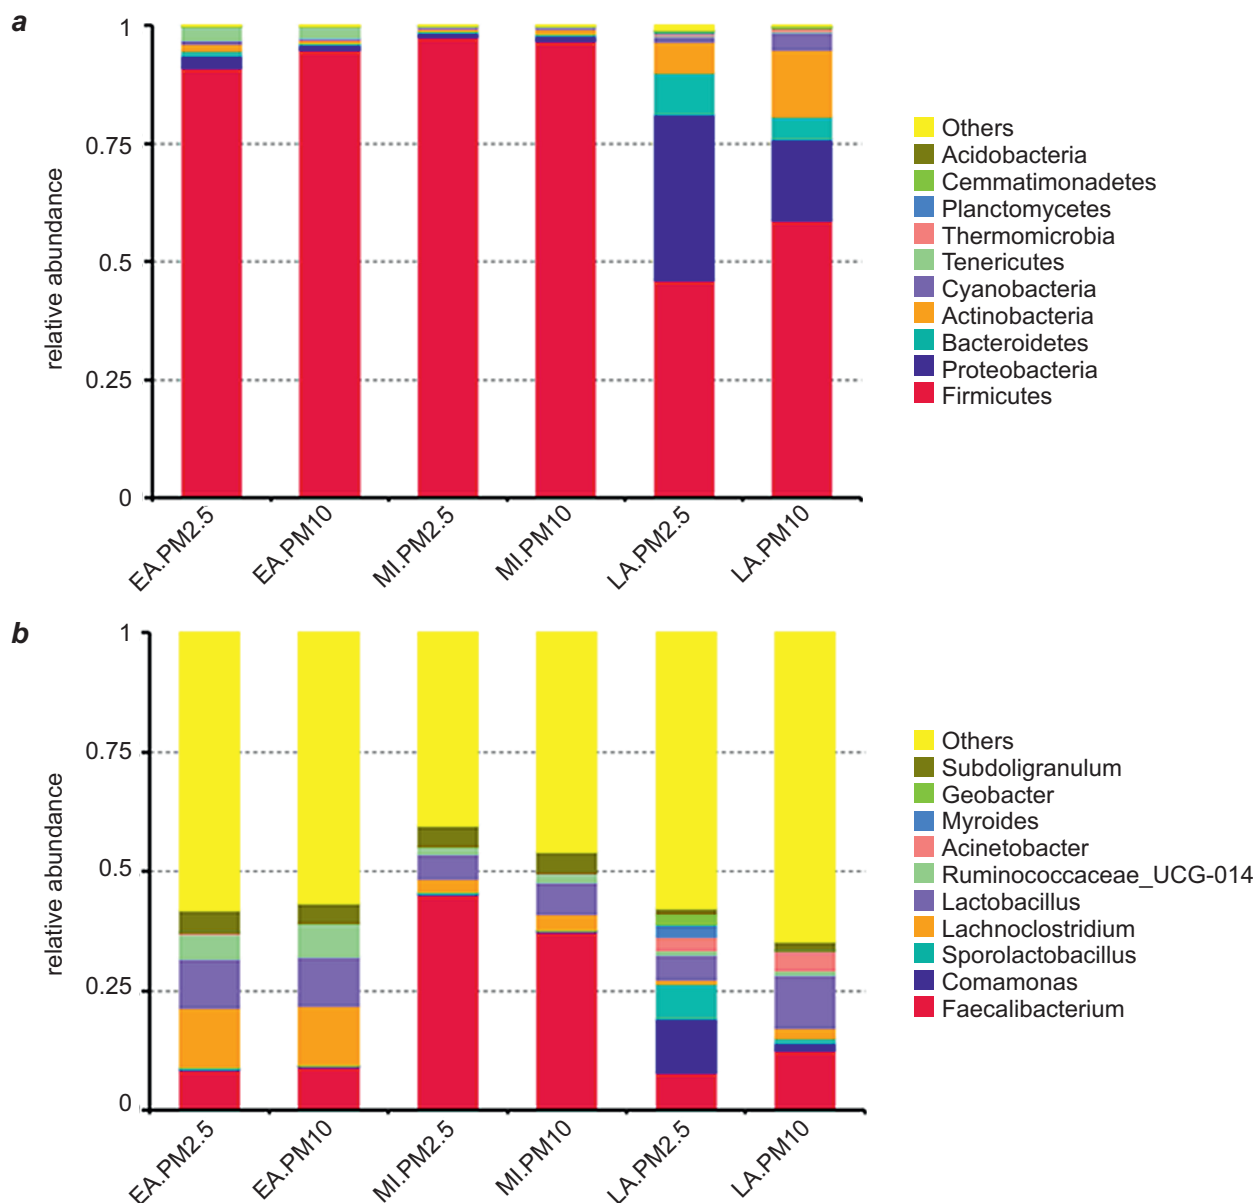 a
1
0.75
0.5
0.25
0
relative abundance
EA.PM2.5
EA.PM10
MI.PM2.5
MI.PM10
LA.PM2.5
LA.PM10
Others
Acidobacteria
Cemmatimonadetes
Planctomycetes
Thermomicrobia
Tenericutes
Cyanobacteria
Actinobacteria
Bacteroidetes
Proteobacteria
Firmicutes
b
1
0.75
0.5
0.25
0
relative abundance
EA.PM2.5
EA.PM10
MI.PM2.5
MI.PM10
LA.PM2.5
LA.PM10
Others
Subdoligranulum
Geobacter
Myroides
Acinetobacter
Ruminococcaceae_UCG-014
Lactobacillus
Lachnoclostridium
Sporolactobacillus
Comamonas
Faecalibacterium